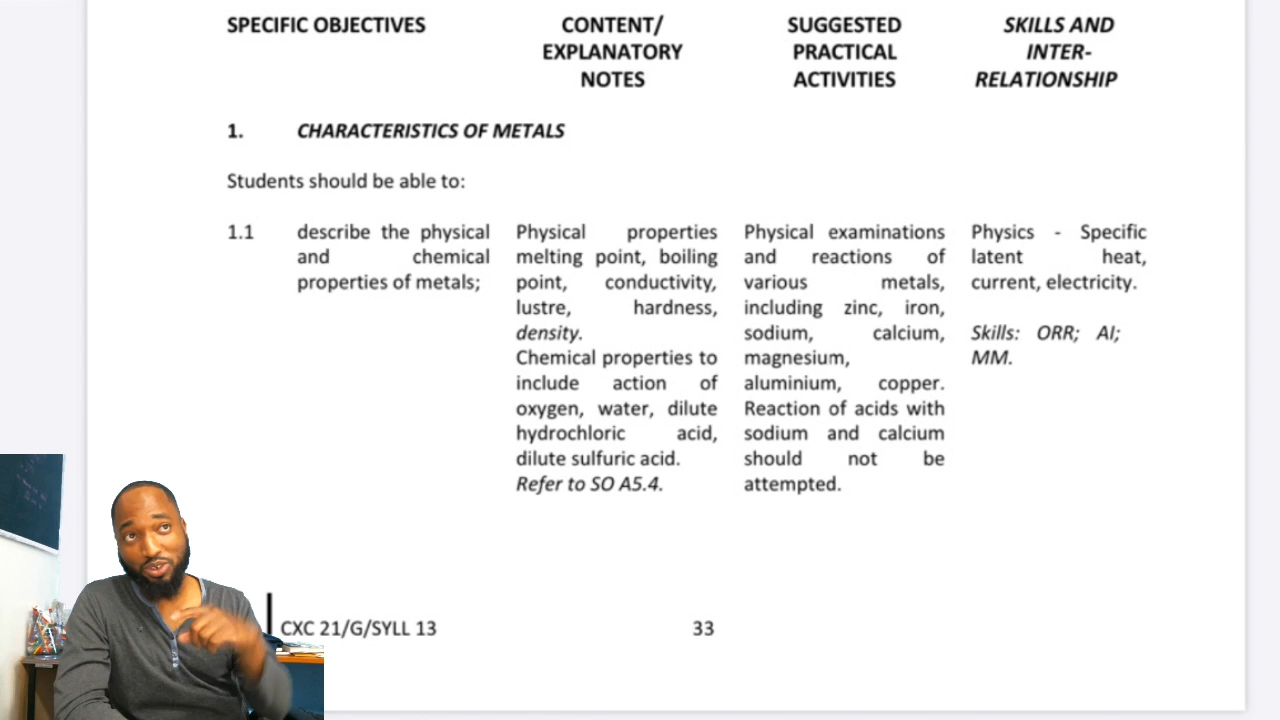 SPECIFIC OBJECTIVES
CONTENT/
EXPLANATORY
NOTES
SUGGESTED
PRACTICAL
ACTIVITIES
SKILLS AND
INTER-
RELATIONSHIP
1. CHARACTERISTICS OF METALS
Students should be able to:
1.1 describe the physical
and chemical
properties of metals;
Physical properties
melting point, boiling
point, conductivity,
lustre, hardness,
density.
Chemical properties to
include action of
oxygen, water, dilute
hydrochloric acid,
dilute sulfuric acid.
Refer to SO A5.4.
Physical examinations
and reactions of
various metals,
including zinc, iron,
sodium, calcium,
magnesium,
aluminium, copper.
Reaction of acids with
sodium and calcium
should not be
attempted.
Physics - Specific
latent heat,
current, electricity.
Skills: ORR; AI;
MM.
CXC 21/G/SYLL 13
33